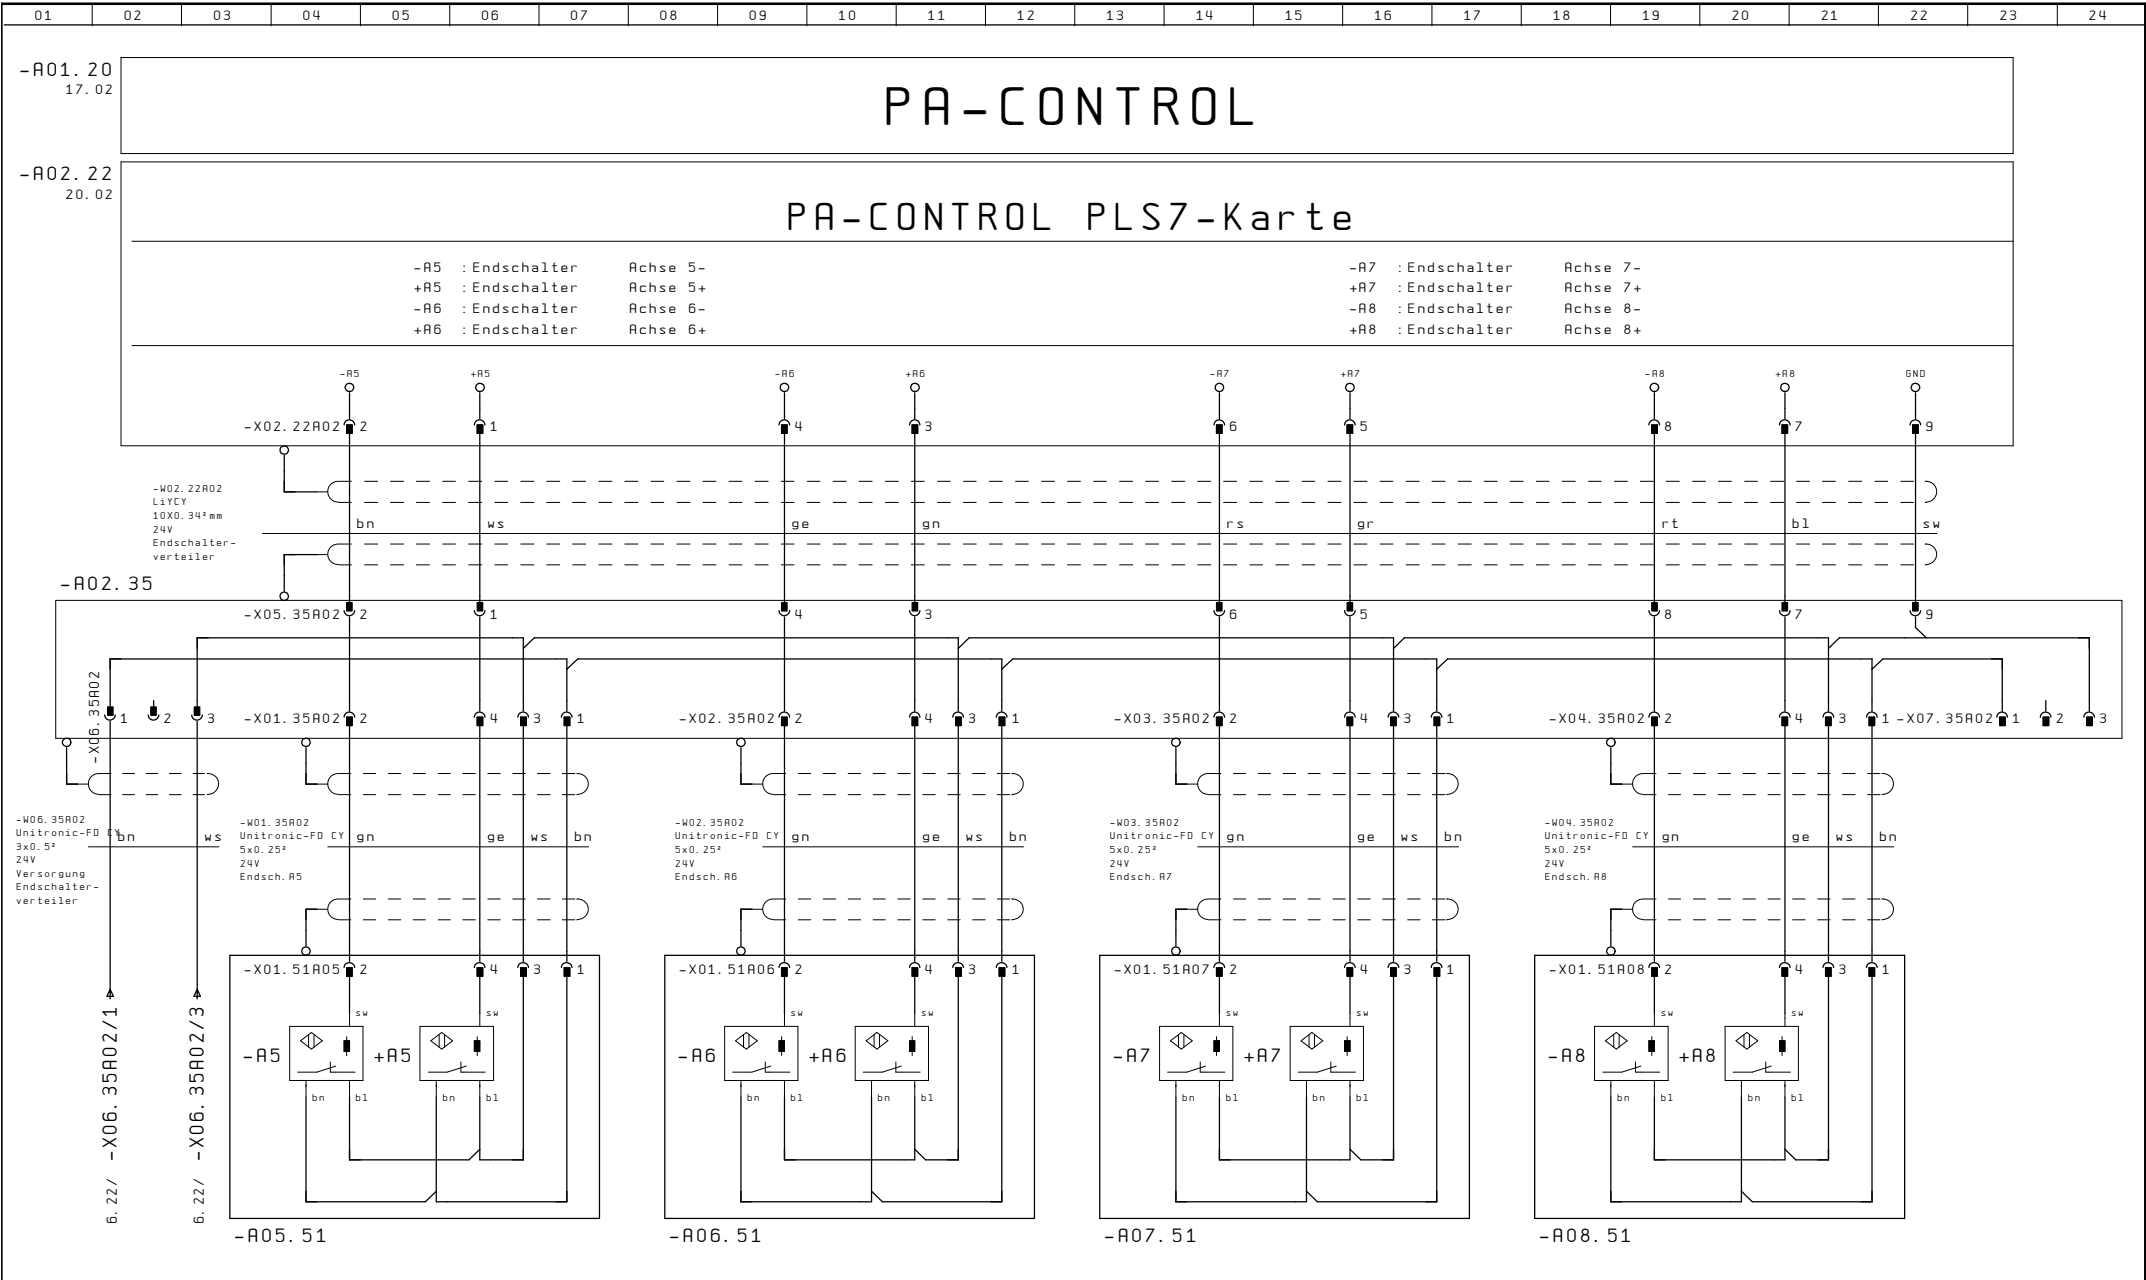 01 02 03 04 05 06 07 08 09 10 11 12 13 14 15 16 17 18 19 20 21 22 23 24
-A01.20
17.02
PA-CONTROL
-A02.22
20.02
PA-CONTROL PLS7-Karte
-A5 :Endschalter Achse 5-
+A5 :Endschalter Achse 5+
-A6 :Endschalter Achse 6-
+A6 :Endschalter Achse 6+
-A7 :Endschalter Achse 7-
+A7 :Endschalter Achse 7+
-A8 :Endschalter Achse 8-
+A8 :Endschalter Achse 8+
-A5 +A5 -A6 +A6 -A7 +A7 -A8 +A8 GND
-X02.22A02 2 1 4 3 6 5 8 7 9
-W02.22A02
LiYCY
10X0.34²mm
24V
Endschalter-
verteiler
bn ws ge gn rs gr rt bl sw
-A02.35
-X05.35A02 2 1 4 3 6 5 8 7 9
-X06.35A02
1 2 3 -X01.35A02 2 4 3 1 -X02.35A02 2 4 3 1 -X03.35A02 2 4 3 1 -X04.35A02 2 4 3 1 -X07.35A02 1 2 3
-W06.35A02
Unitronic-FD CY
3x0.5²
24V
Versorgung
Endschalter-
verteiler
bn ws
-W01.35A02
Unitronic-FD CY
5x0.25²
24V
Endsch.A5
gn ge ws bn
-W02.35A02
Unitronic-FD CY
5x0.25²
24V
Endsch.A6
gn ge ws bn
-W03.35A02
Unitronic-FD CY
5x0.25²
24V
Endsch.A7
gn ge ws bn
-W04.35A02
Unitronic-FD CY
5x0.25²
24V
Endsch.A8
gn ge ws bn
6.22/ -X06.35A02/1
6.22/ -X06.35A02/3
-X01.51A05 2 4 3 1
sw sw
-A5 +A5
bn bl bn bl
-A05.51
-X01.51A06 2 4 3 1
sw sw
-A6 +A6
bn bl bn bl
-A06.51
-X01.51A07 2 4 3 1
sw sw
-A7 +A7
bn bl bn bl
-A07.51
-X01.51A08 2 4 3 1
sw sw
-A8 +A8
bn bl bn bl
-A08.51